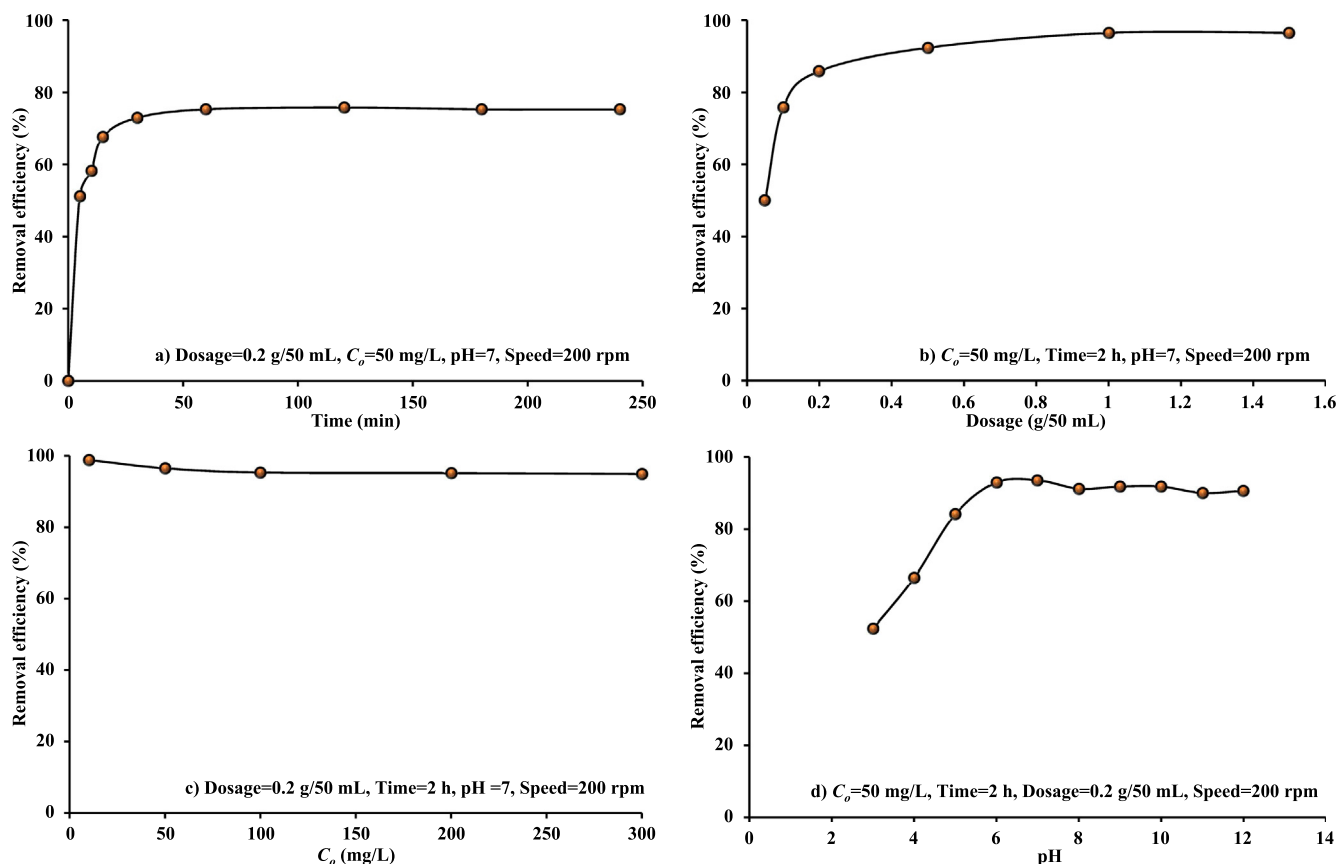 100
80
60
40
20
0
Removal efficiency (%)
a) Dosage=0.2 g/50 mL, Co=50 mg/L, pH=7, Speed=200 rpm
0 50 100 150 200 250
Time (min)
100
80
60
40
20
0
Removal efficiency (%)
b) Co=50 mg/L, Time=2 h, pH=7, Speed=200 rpm
0 0.2 0.4 0.6 0.8 1 1.2 1.4 1.6
Dosage (g/50 mL)
100
80
60
40
20
0
Removal efficiency (%)
c) Dosage=0.2 g/50 mL, Time=2 h, pH =7, Speed=200 rpm
0 50 100 150 200 250 300
Co (mg/L)
100
80
60
40
20
0
Removal efficiency (%)
d) Co=50 mg/L, Time=2 h, Dosage=0.2 g/50 mL, Speed=200 rpm
0 2 4 6 8 10 12 14
pH